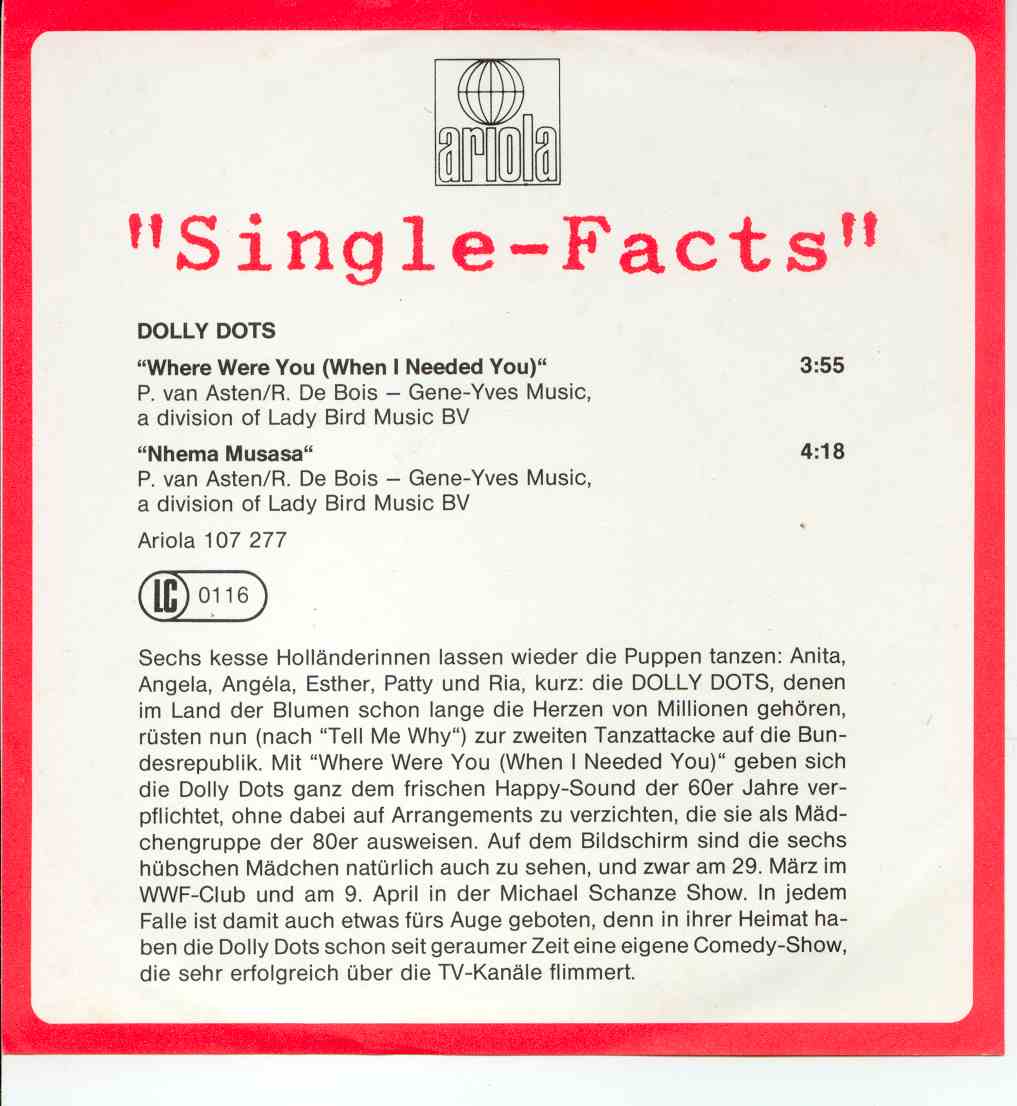 ariola
"Single-Facts"
DOLLY DOTS
“Where Were You (When I Needed You)“ 3:55
P. van Asten/R. De Bois – Gene-Yves Music,
a division of Lady Bird Music BV
“Nhema Musasa“ 4:18
P. van Asten/R. De Bois – Gene-Yves Music,
a division of Lady Bird Music BV
Ariola 107 277
LC 0116
Sechs kesse Holländerinnen lassen wieder die Puppen tanzen: Anita,
Angela, Angéla, Esther, Patty und Ria, kurz: die DOLLY DOTS, denen
im Land der Blumen schon lange die Herzen von Millionen gehören,
rüsten nun (nach “Tell Me Why“) zur zweiten Tanzattacke auf die Bun-
desrepublik. Mit “Where Were You (When I Needed You)“ geben sich
die Dolly Dots ganz dem frischen Happy-Sound der 60er Jahre ver-
pflichtet, ohne dabei auf Arrangements zu verzichten, die sie als Mäd-
chengruppe der 80er ausweisen. Auf dem Bildschirm sind die sechs
hübschen Mädchen natürlich auch zu sehen, und zwar am 29. März im
WWF-Club und am 9. April in der Michael Schanze Show. In jedem
Falle ist damit auch etwas fürs Auge geboten, denn in ihrer Heimat ha-
ben die Dolly Dots schon seit geraumer Zeit eine eigene Comedy-Show,
die sehr erfolgreich über die TV-Kanäle flimmert.